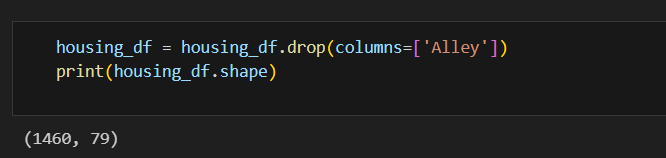 housing_df = housing_df.drop(columns=['Alley'])
print(housing_df.shape)
(1460, 79)